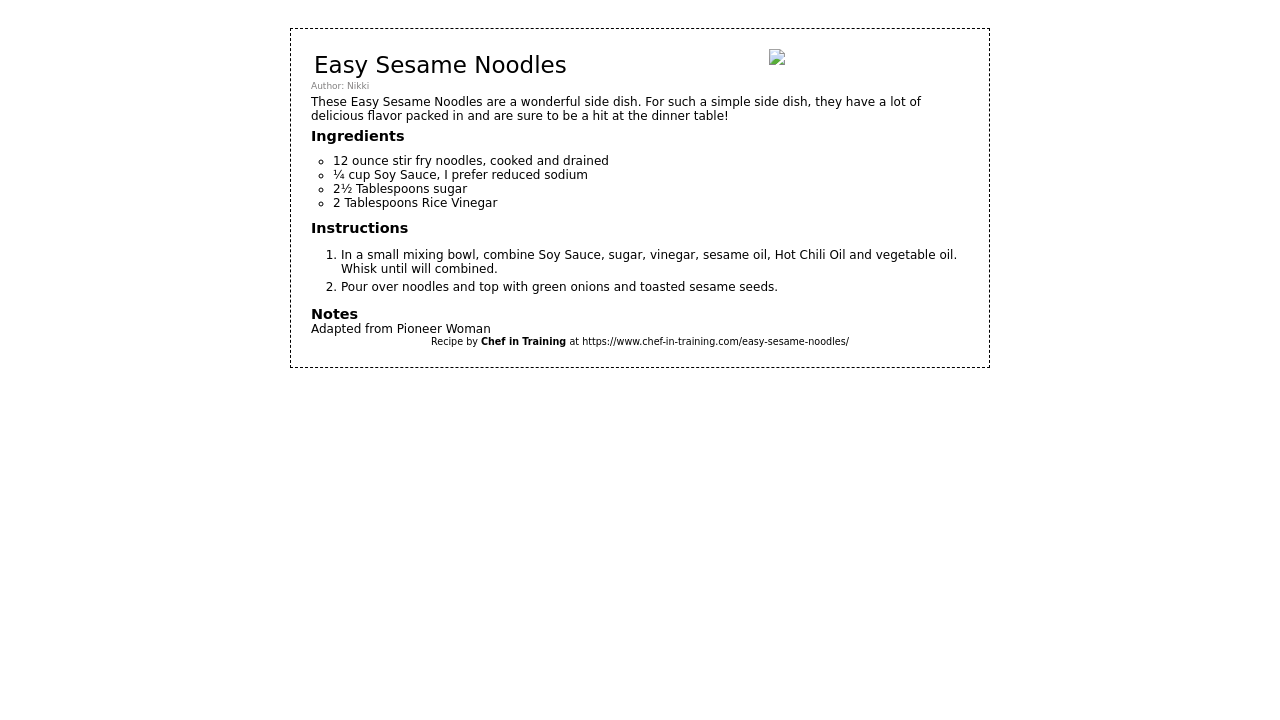 Easy Sesame Noodles
Author: Nikki
These Easy Sesame Noodles are a wonderful side dish. For such a simple side dish, they have a lot of
delicious flavor packed in and are sure to be a hit at the dinner table!
Ingredients
12 ounce stir fry noodles, cooked and drained
¼ cup Soy Sauce, I prefer reduced sodium
2½ Tablespoons sugar
2 Tablespoons Rice Vinegar
Instructions
1. In a small mixing bowl, combine Soy Sauce, sugar, vinegar, sesame oil, Hot Chili Oil and vegetable oil.
Whisk until will combined.
2. Pour over noodles and top with green onions and toasted sesame seeds.
Notes
Adapted from Pioneer Woman
Recipe by Chef in Training at https://www.chef-in-training.com/easy-sesame-noodles/